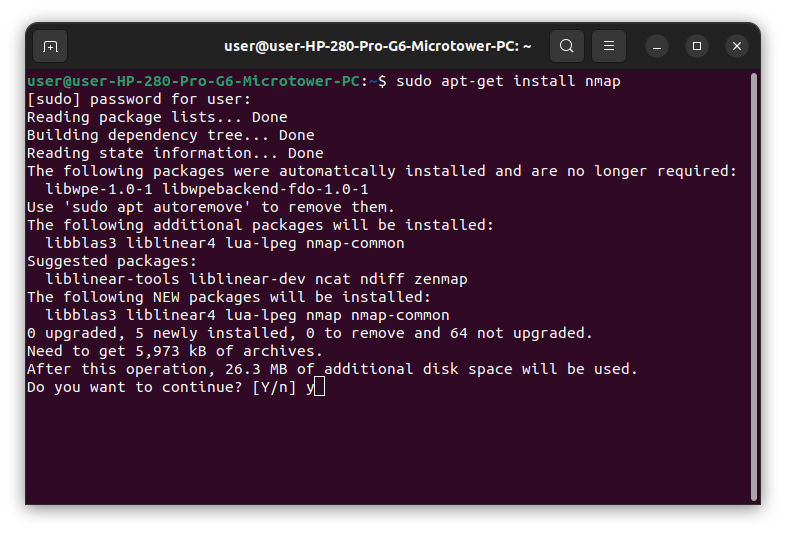 user@user-HP-280-Pro-G6-Microtower-PC: ~
user@user-HP-280-Pro-G6-Microtower-PC:~$ sudo apt-get install nmap
[sudo] password for user:
Reading package lists... Done
Building dependency tree... Done
Reading state information... Done
The following packages were automatically installed and are no longer required:
  libwpe-1.0-1 libwpebackend-fdo-1.0-1
Use 'sudo apt autoremove' to remove them.
The following additional packages will be installed:
  libblas3 liblinear4 lua-lpeg nmap-common
Suggested packages:
  liblinear-tools liblinear-dev ncat ndiff zenmap
The following NEW packages will be installed:
  libblas3 liblinear4 lua-lpeg nmap nmap-common
0 upgraded, 5 newly installed, 0 to remove and 64 not upgraded.
Need to get 5,973 kB of archives.
After this operation, 26.3 MB of additional disk space will be used.
Do you want to continue? [Y/n] y